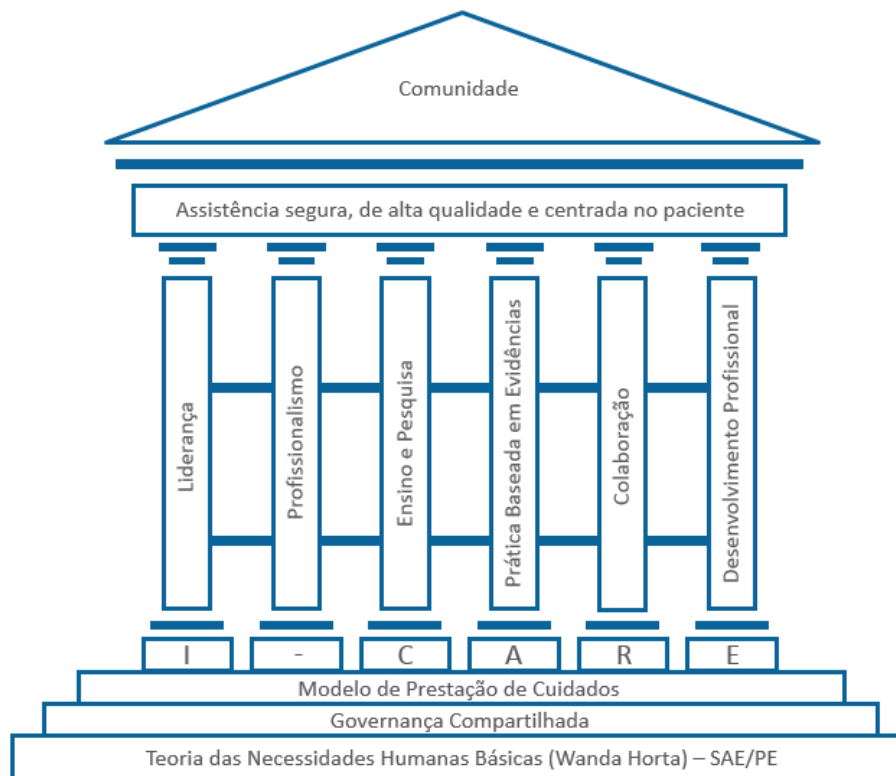 Comunidade
Assistência segura, de alta qualidade e centrada no paciente
Liderança
Profissionalismo
Ensino e Pesquisa
Prática Baseada em Evidências
Colaboração
Desenvolvimento Profissional
I - C A R E
Modelo de Prestação de Cuidados
Governança Compartilhada
Teoria das Necessidades Humanas Básicas (Wanda Horta) – SAE/PE